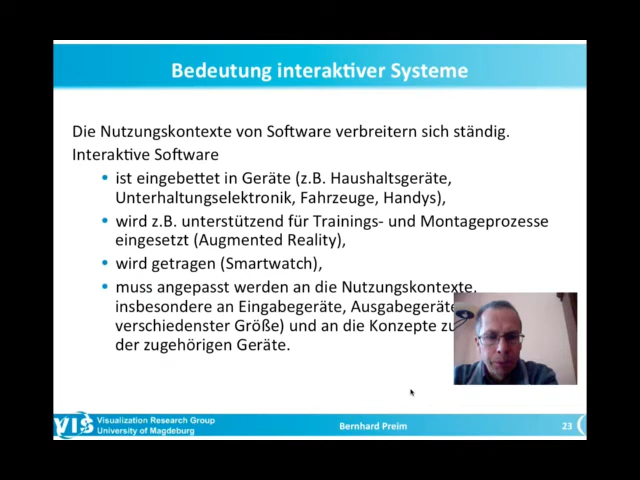 Bedeutung interaktiver Systeme
Die Nutzungskontexte von Software verbreitern sich ständig.
Interaktive Software
ist eingebettet in Geräte (z.B. Haushaltsgeräte,
Unterhaltungselektronik, Fahrzeuge, Handys),
wird z.B. unterstützend für Trainings- und Montageprozesse
eingesetzt (Augmented Reality),
wird getragen (Smartwatch),
muss angepasst werden an die Nutzungskontexte,
insbesondere an Eingabegeräte, Ausgabegeräte
verschiedenster Größe) und an die Konzepte
der zugehörigen Geräte.
VIS
Visualization Research Group
University of Magdeburg
Bernhard Preim
23